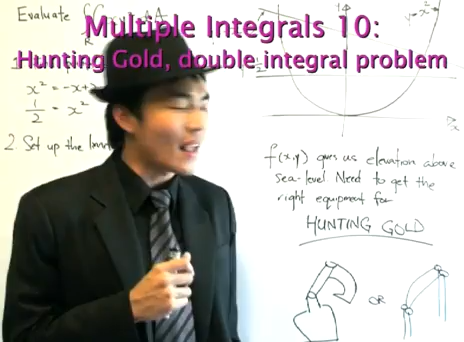 Multiple Integrals 10:
Hunting Gold, double integral problem
Evaluate
10
y=x²
x² =
1/2 = x²
2. Set up the
f(x,y) gives us elevation above
sea-level. Need to get the
right equipment for
HUNTING GOLD
OR